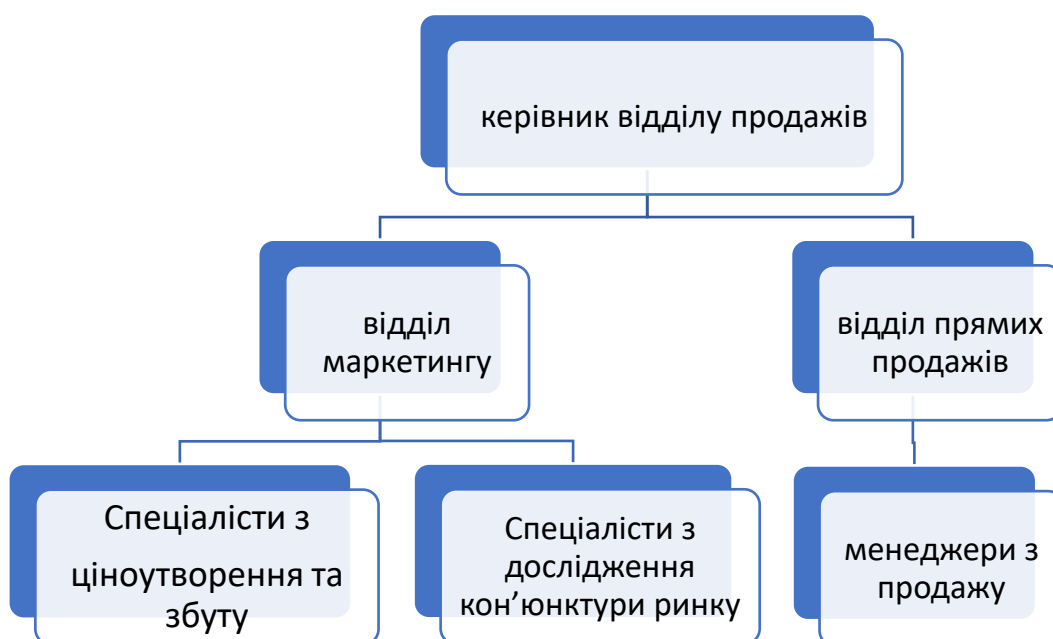 керівник відділу продажів
відділ
маркетингу
відділ прямих
продажів
Спеціалісти з
ціноутворення та
збуту
Спеціалісти з
дослідження
кон’юнктури ринку
менеджери з
продажу